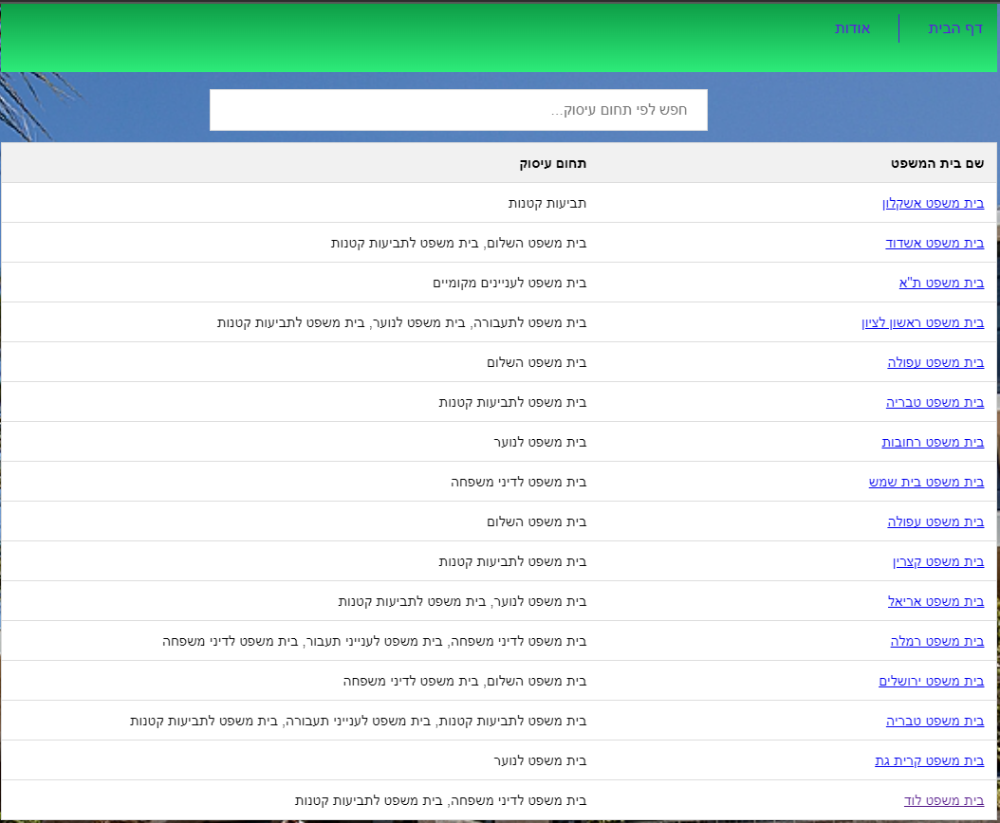 דף הבית אודות
חפש לפי תחום עיסוק...
שם בית המשפט תחום עיסוק
בית משפט אשקלון תביעות קטנות
בית משפט אשדוד בית משפט השלום, בית משפט לתביעות קטנות
בית משפט ת"א בית משפט לעניינים מקומיים
בית משפט ראשון לציון בית משפט לתעבורה, בית משפט לנוער, בית משפט לתביעות קטנות
בית משפט עפולה בית משפט השלום
בית משפט טבריה בית משפט לתביעות קטנות
בית משפט רחובות בית משפט לנוער
בית משפט בית שמש בית משפט לדיני משפחה
בית משפט עפולה בית משפט השלום
בית משפט קצרין בית משפט לתביעות קטנות
בית משפט אריאל בית משפט לנוער, בית משפט לתביעות קטנות
בית משפט רמלה בית משפט לדיני משפחה, בית משפט לענייני תעבור, בית משפט לדיני משפחה
בית משפט ירושלים בית משפט השלום, בית משפט לדיני משפחה
בית משפט טבריה בית משפט לתביעות קטנות, בית משפט לענייני תעבורה, בית משפט לתביעות קטנות
בית משפט קרית גת בית משפט לנוער
בית משפט לוד בית משפט לדיני משפחה, בית משפט לתביעות קטנות